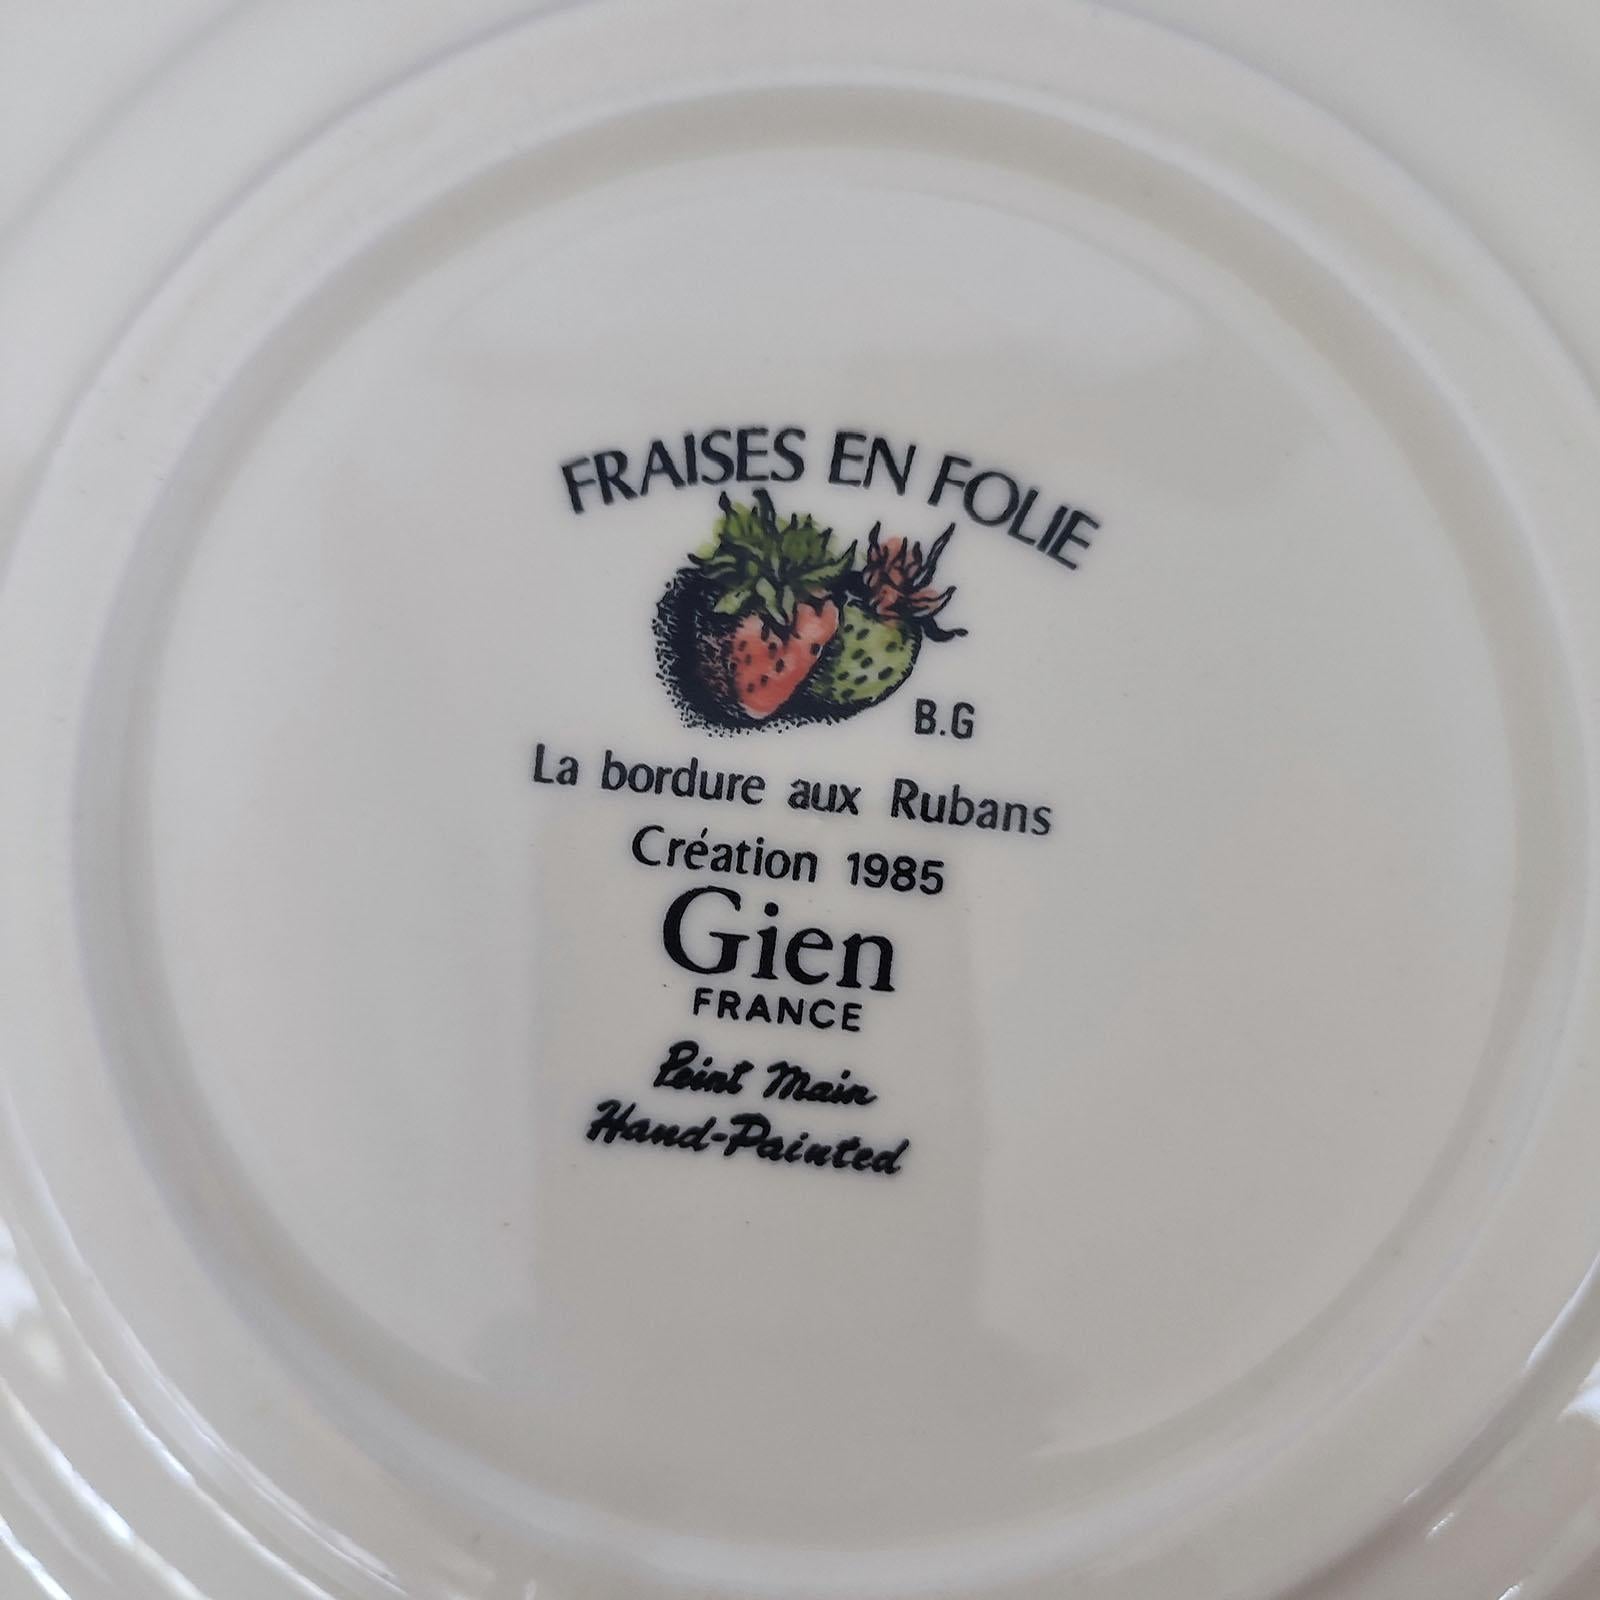 FRAISES EN FOLIE
B.G
La bordure aux Rubans
Création 1985
Gien
FRANCE
Peint Main
Hand-Painted